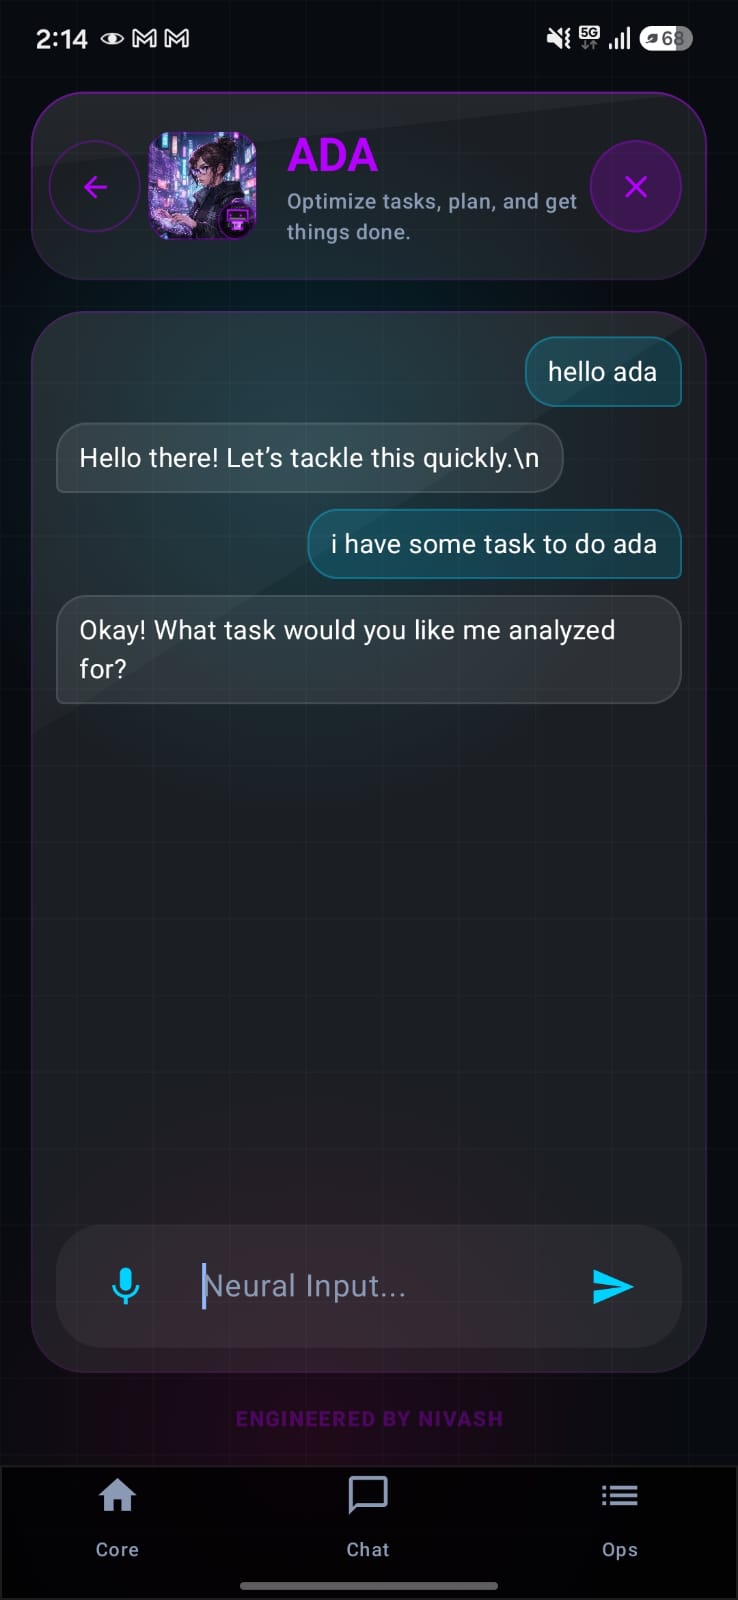 2:14
5G
68
ADA
Optimize tasks, plan, and get
things done.
hello ada
Hello there! Let’s tackle this quickly.\n
i have some task to do ada
Okay! What task would you like me analyzed
for?
Neural Input...
ENGINEERED BY NIVASH
Core
Chat
Ops